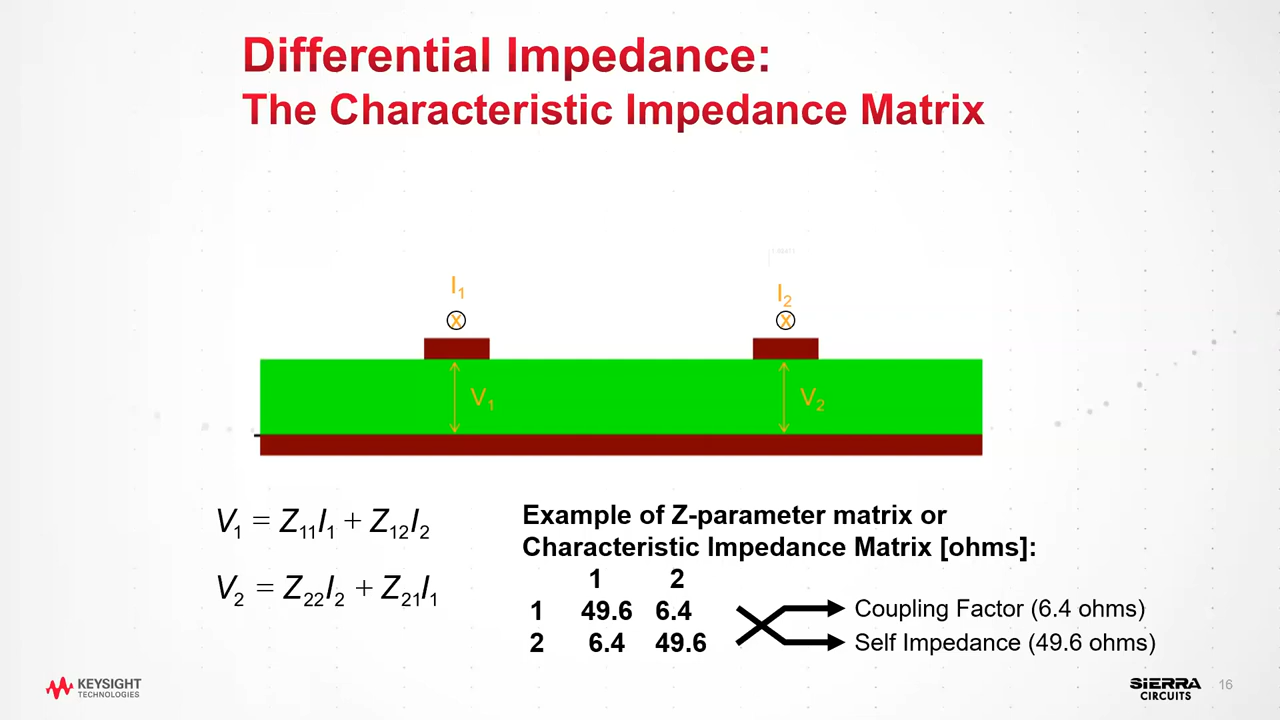 Differential Impedance:
The Characteristic Impedance Matrix
I₁
I₂
X
X
V₁
V₂
V₁ = Z₁₁I₁ + Z₁₂I₂
V₂ = Z₂₂I₂ + Z₂₁I₁
Example of Z-parameter matrix or
Characteristic Impedance Matrix [ohms]:
1 2
1 49.6 6.4
2 6.4 49.6
Coupling Factor (6.4 ohms)
Self Impedance (49.6 ohms)
KEYSIGHT
TECHNOLOGIES
SIERRA
CIRCUITS
16